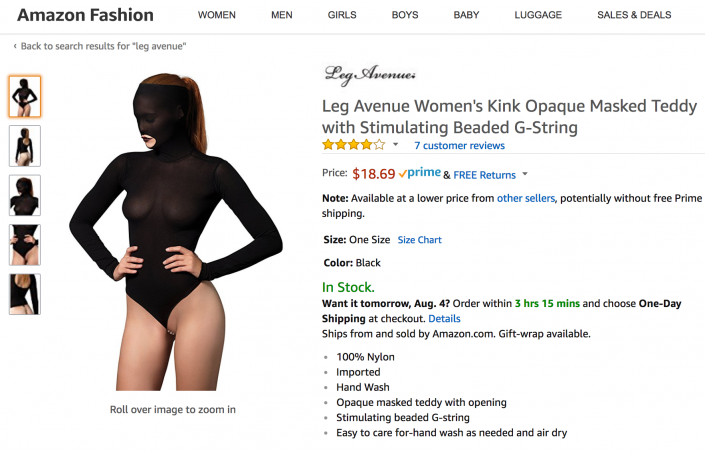 Amazon Fashion
WOMEN MEN GIRLS BOYS BABY LUGGAGE SALES & DEALS
‹ Back to search results for "leg avenue"
Leg Avenue
Leg Avenue Women's Kink Opaque Masked Teddy
with Stimulating Beaded G-String
7 customer reviews
Price: $18.69 prime & FREE Returns
Note: Available at a lower price from other sellers, potentially without free Prime
shipping.
Size: One Size Size Chart
Color: Black
In Stock.
Want it tomorrow, Aug. 4? Order within 3 hrs 15 mins and choose One-Day
Shipping at checkout. Details
Ships from and sold by Amazon.com. Gift-wrap available.
• 100% Nylon
• Imported
• Hand Wash
• Opaque masked teddy with opening
• Stimulating beaded G-string
• Easy to care for-hand wash as needed and air dry
Roll over image to zoom in